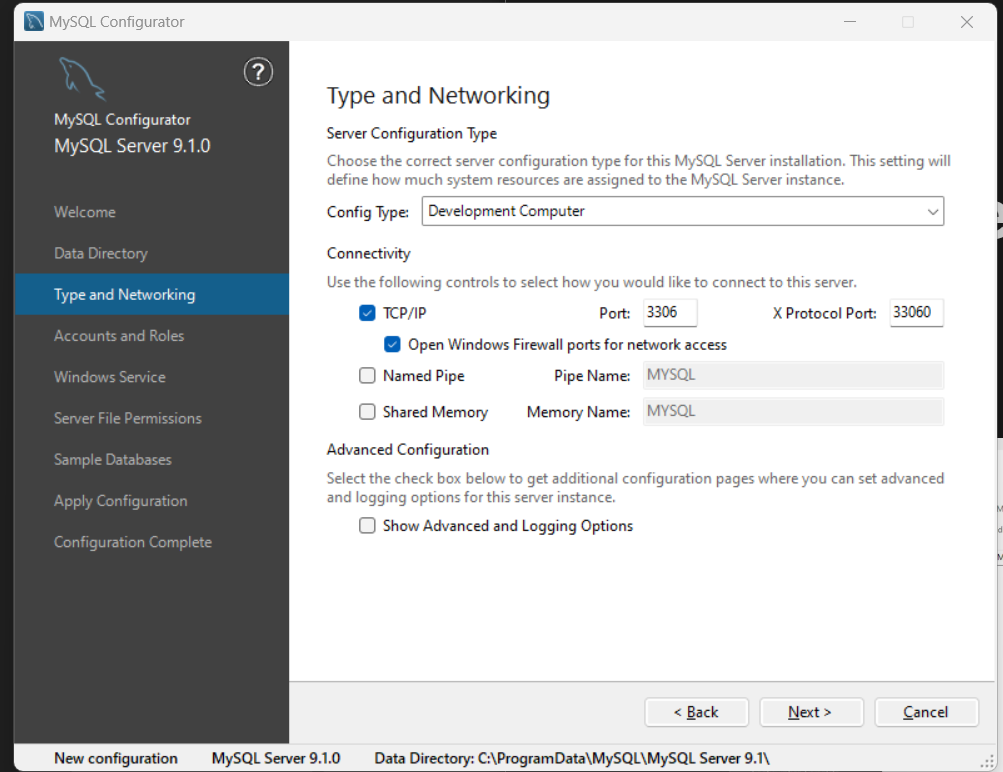 MySQL Configurator
?
MySQL Configurator
MySQL Server 9.1.0
Welcome
Data Directory
Type and Networking
Accounts and Roles
Windows Service
Server File Permissions
Sample Databases
Apply Configuration
Configuration Complete
Type and Networking
Server Configuration Type
Choose the correct server configuration type for this MySQL Server installation. This setting will
define how much system resources are assigned to the MySQL Server instance.
Config Type: Development Computer
Connectivity
Use the following controls to select how you would like to connect to this server.
TCP/IP Port: 3306 X Protocol Port: 33060
Open Windows Firewall ports for network access
Named Pipe Pipe Name: MYSQL
Shared Memory Memory Name: MYSQL
Advanced Configuration
Select the check box below to get additional configuration pages where you can set advanced
and logging options for this server instance.
Show Advanced and Logging Options
< Back Next > Cancel
New configuration MySQL Server 9.1.0 Data Directory: C:\ProgramData\MySQL\MySQL Server 9.1\